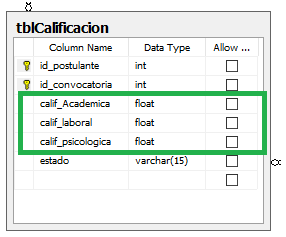 tblCalificacion
Column Name Data Type Allow ...
id_postulante int
id_convocatoria int
calif_Academica float
calif_laboral float
calif_psicologica float
estado varchar(15)